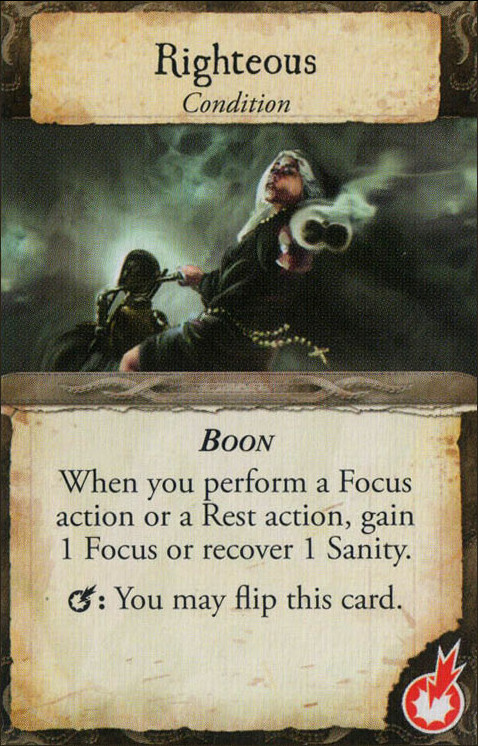 Righteous
Condition
Boon
When you perform a Focus
action or a Rest action, gain
1 Focus or recover 1 Sanity.
: You may flip this card.